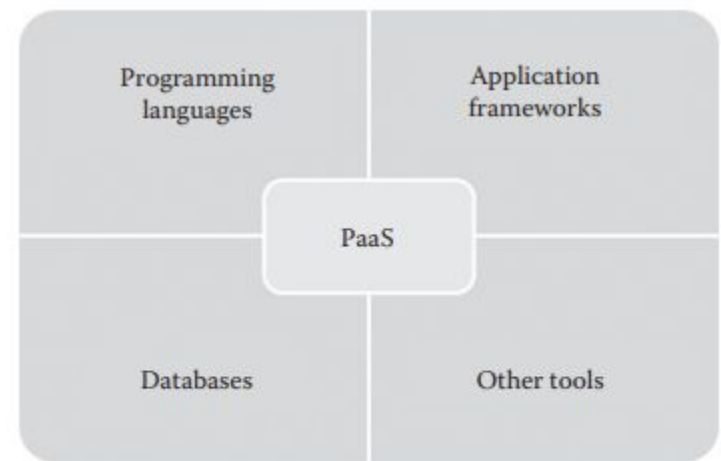 Programming
languages
Application
frameworks
PaaS
Databases
Other tools